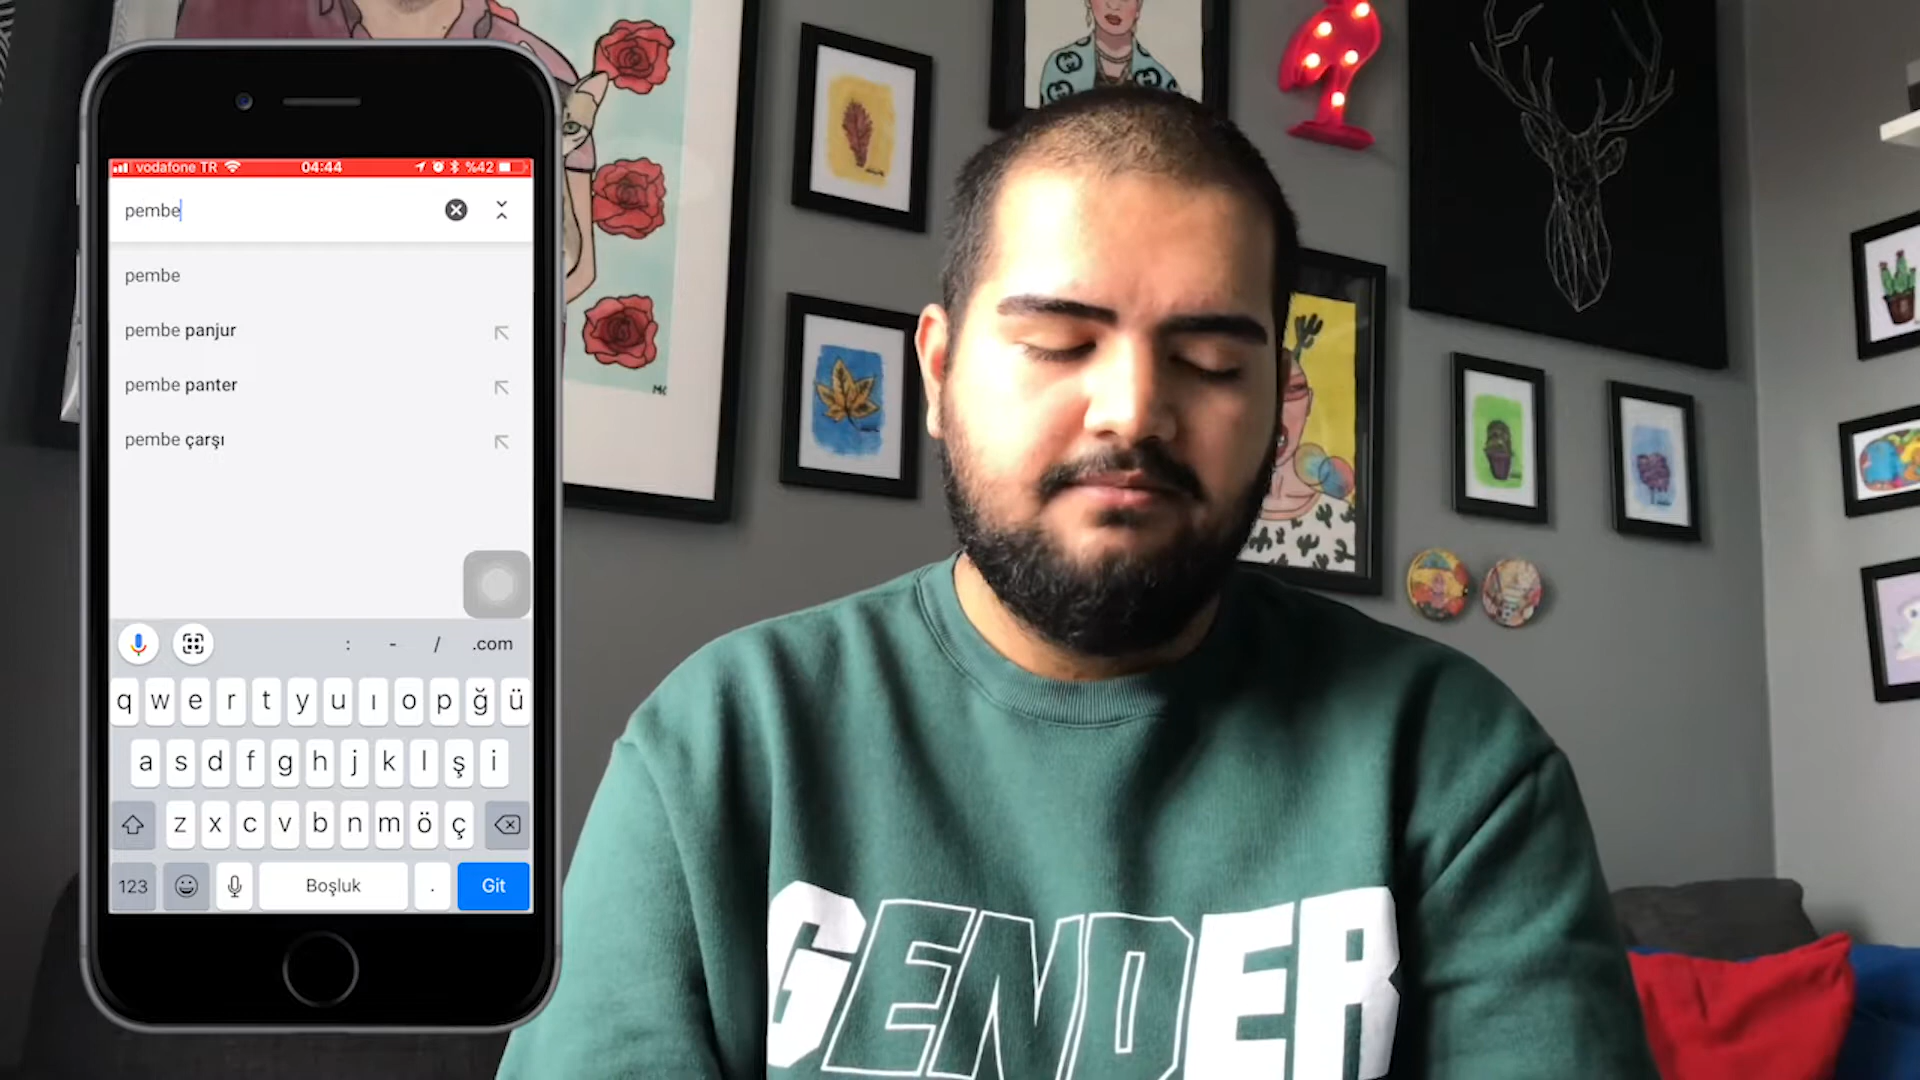 vodafone TR 04:44 %42
pembe
pembe
pembe panjur
pembe panter
pembe çarşı
: - / .com
q w e r t y u ı o p ğ ü
a s d f g h j k l ş i
z x c v b n m ö ç
123 Boşluk . Git
GENDER